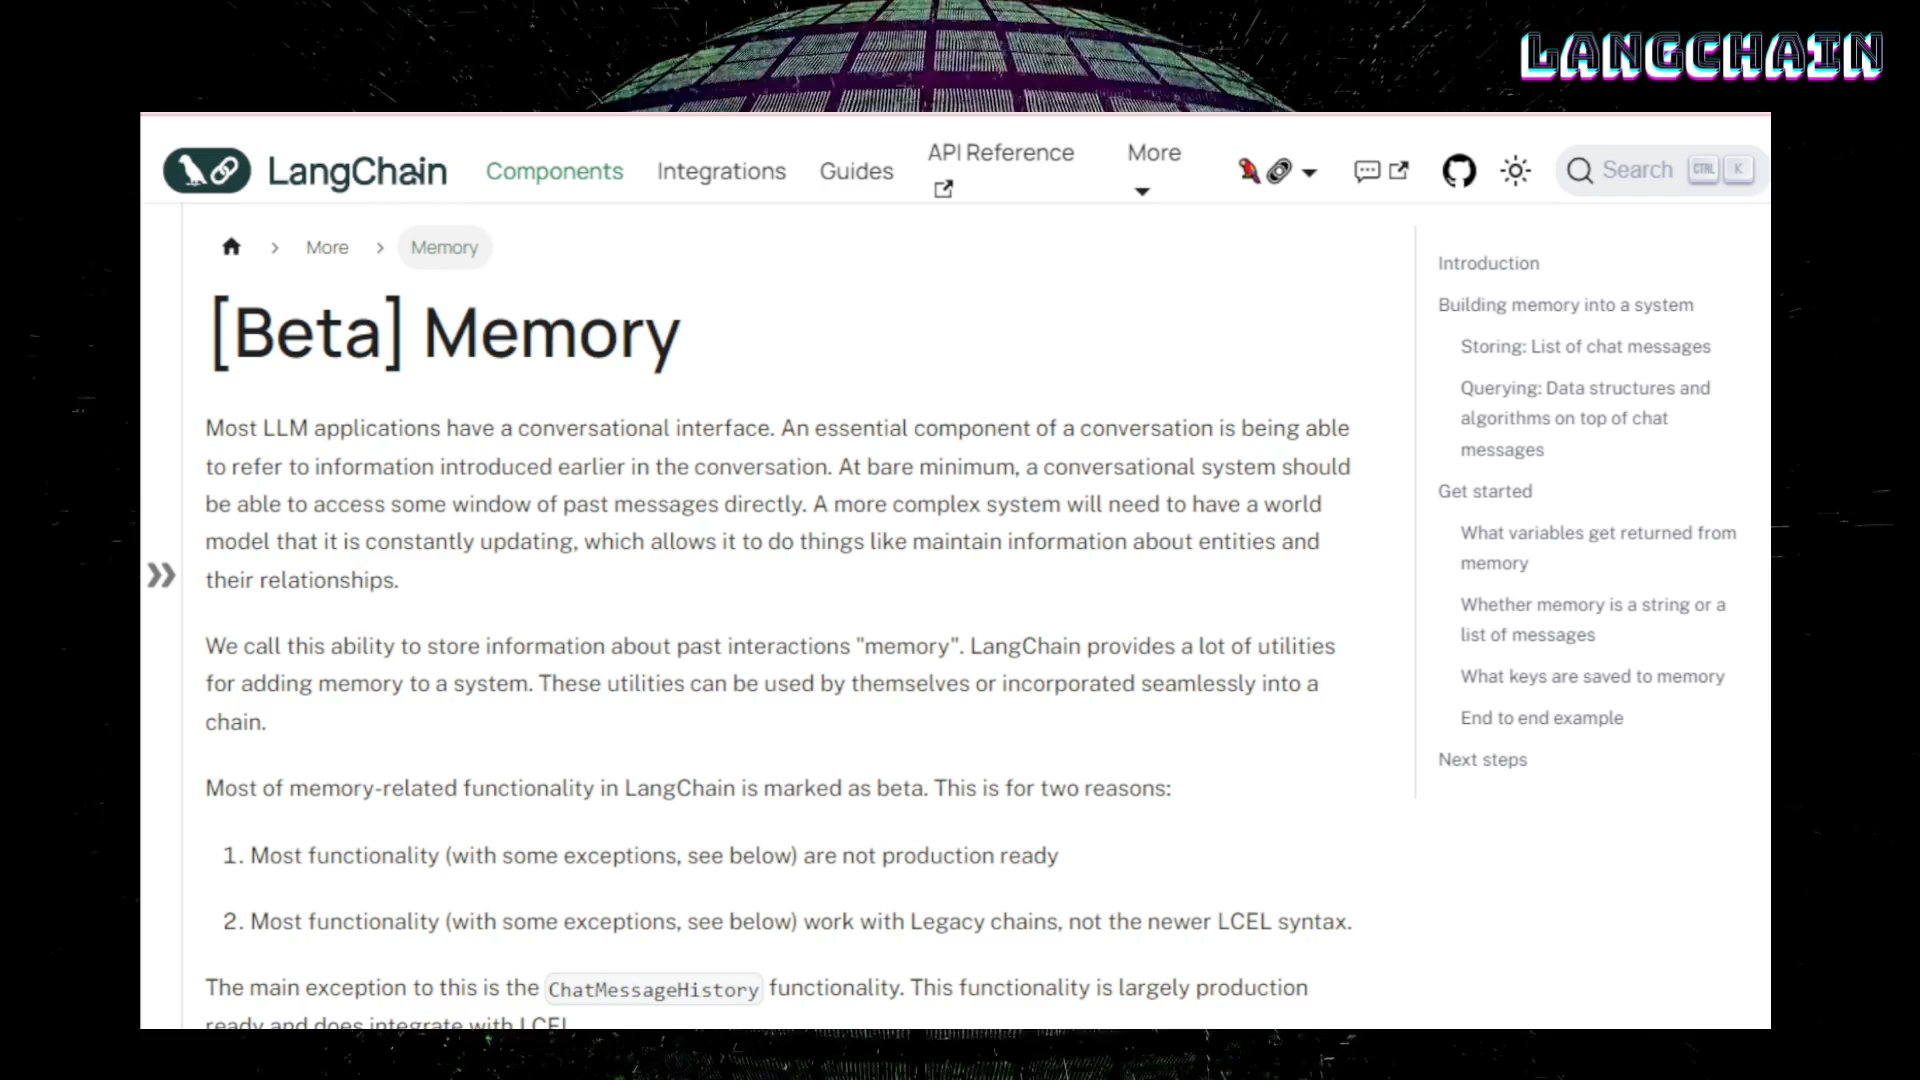 LANGCHAIN
LangChain
Components
Integrations
Guides
API Reference
More
Search CTRL K
More
Memory
[Beta] Memory
Most LLM applications have a conversational interface. An essential component of a conversation is being able
to refer to information introduced earlier in the conversation. At bare minimum, a conversational system should
be able to access some window of past messages directly. A more complex system will need to have a world
model that it is constantly updating, which allows it to do things like maintain information about entities and
their relationships.
We call this ability to store information about past interactions "memory". LangChain provides a lot of utilities
for adding memory to a system. These utilities can be used by themselves or incorporated seamlessly into a
chain.
Most of memory-related functionality in LangChain is marked as beta. This is for two reasons:
1. Most functionality (with some exceptions, see below) are not production ready
2. Most functionality (with some exceptions, see below) work with Legacy chains, not the newer LCEL syntax.
The main exception to this is the ChatMessageHistory functionality. This functionality is largely production
ready and does integrate with LCEL
Introduction
Building memory into a system
Storing: List of chat messages
Querying: Data structures and
algorithms on top of chat
messages
Get started
What variables get returned from
memory
Whether memory is a string or a
list of messages
What keys are saved to memory
End to end example
Next steps